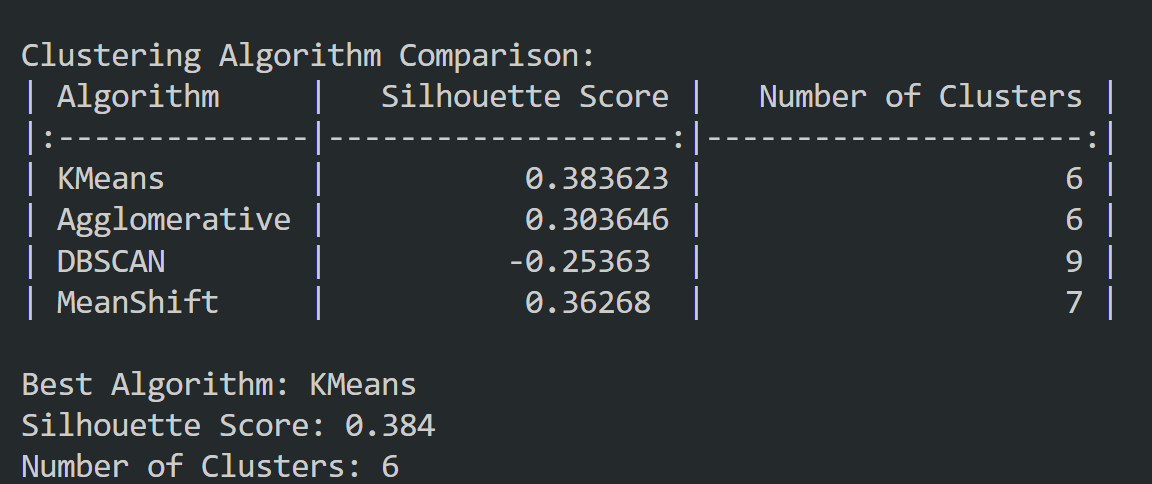 Clustering Algorithm Comparison:
| Algorithm     |   Silhouette Score |   Number of Clusters |
|:--------------|-------------------:|---------------------:|
| KMeans        |           0.383623 |                    6 |
| Agglomerative |           0.303646 |                    6 |
| DBSCAN        |          -0.25363  |                    9 |
| MeanShift     |           0.36268  |                    7 |
Best Algorithm: KMeans
Silhouette Score: 0.384
Number of Clusters: 6